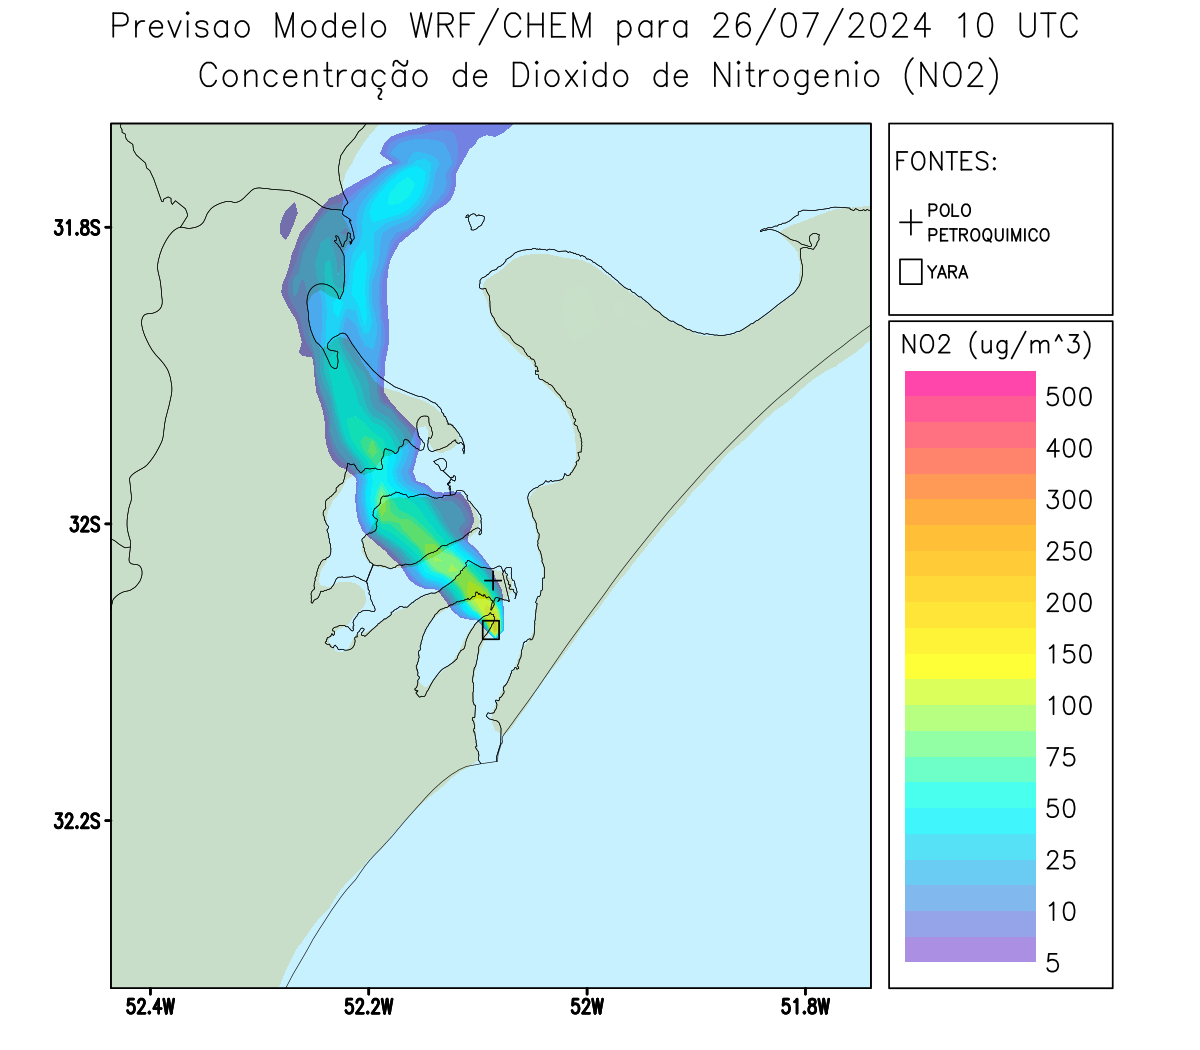 Previsao Modelo WRF/CHEM para 26/07/2024 10 UTC
Concentração de Dioxido de Nitrogenio (NO2)
FONTES:
POLO
PETROQUIMICO
YARA
NO2 (ug/m^3)
500
400
300
250
200
150
100
75
50
25
10
5
31.8S
32S
32.2S
52.4W
52.2W
52W
51.8W